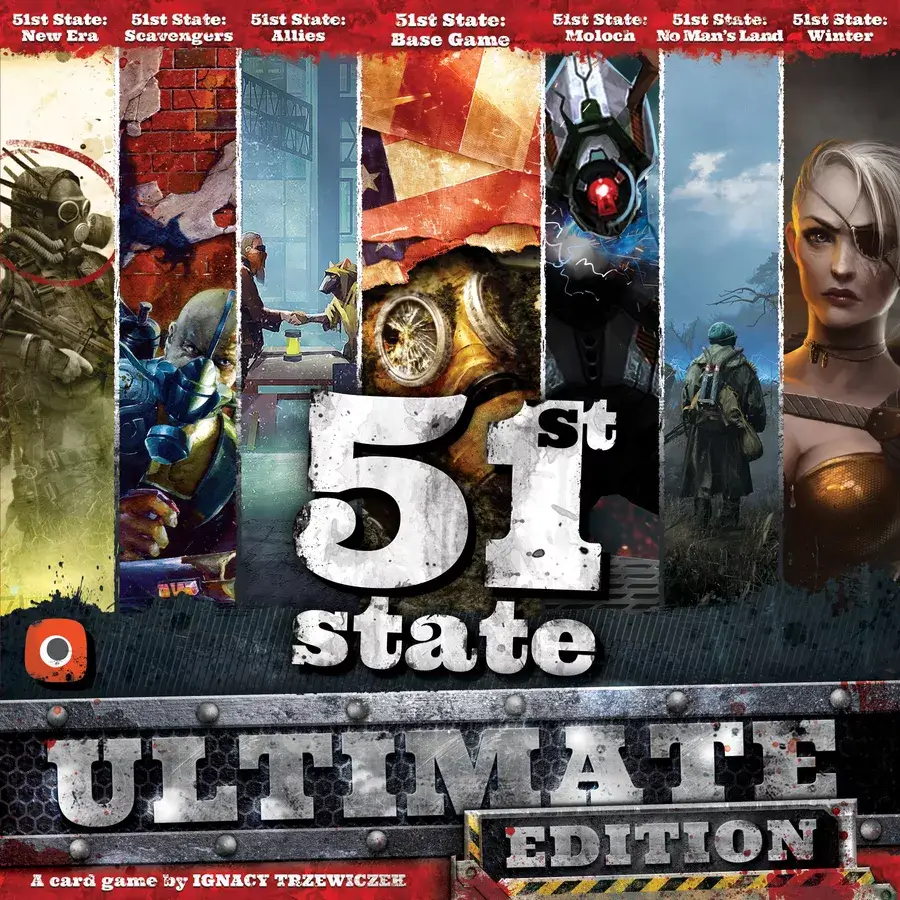 51st State:
New Era
51st State:
Scavengers
51st State:
Allies
51st State:
Base Game
51st State:
Moloch
51st State:
No Man's Land
51st State:
Winter
51st
state
ULTIMATE
EDITION
A card game by IGNACY TRZEWICZEK